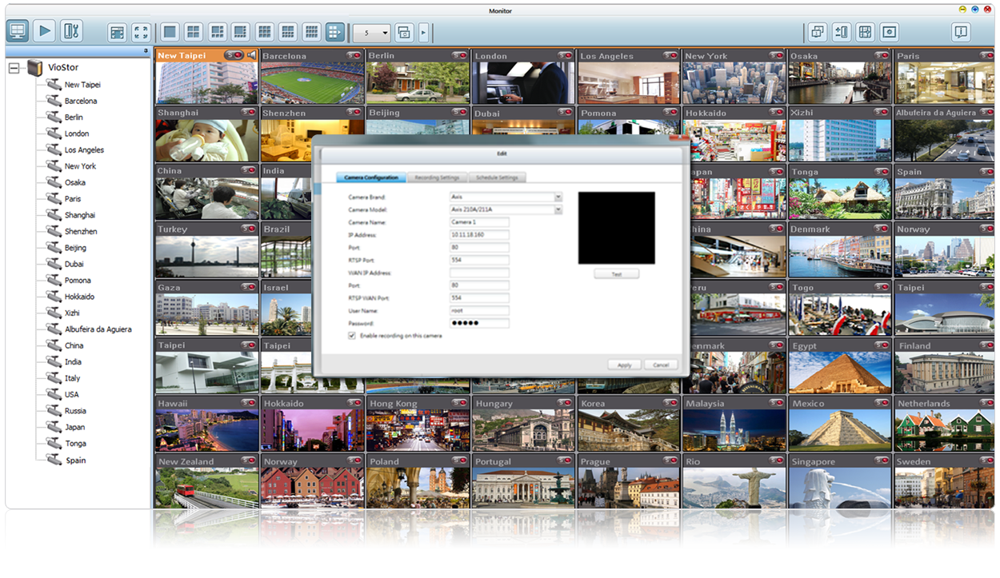 Monitor
5
VioStor
New Taipei
Barcelona
Berlin
London
Los Angeles
New York
Osaka
Paris
Shanghai
Shenzhen
Beijing
Dubai
Pomona
Hokkaido
Xizhi
Albufeira da Aguiera
China
India
Italy
USA
Russia
Japan
Tonga
Spain
New Taipei Barcelona Berlin London Los Angeles New York Osaka Paris
Shanghai Shenzhen Beijing Dubai Pomona Hokkaido Xizhi Albufeira da Aguiera
China India apan Tonga Spain
Turkey Brazil hina Denmark Norway
Gaza Israel eru Togo Taipei
Taipei Taipei enmark Egypt Finland
Hawaii Hokkaido Hong Kong Hungary Korea Malaysia Mexico Netherlands
New Zealand Norway Poland Portugal Prague Rio Singapore Sweden
Edit
Camera Configuration Recording Settings Schedule Settings
Camera Brand: Axis
Camera Model: Axis 210A/211A
Camera Name: Camera 1
IP Address: 10.11.18.160
Port: 80
RTSP Port: 554
WAN IP Address:
Port: 80
RTSP WAN Port: 554
User Name: root
Password: ●●●●●
Enable recording on this camera
Test
Apply Cancel